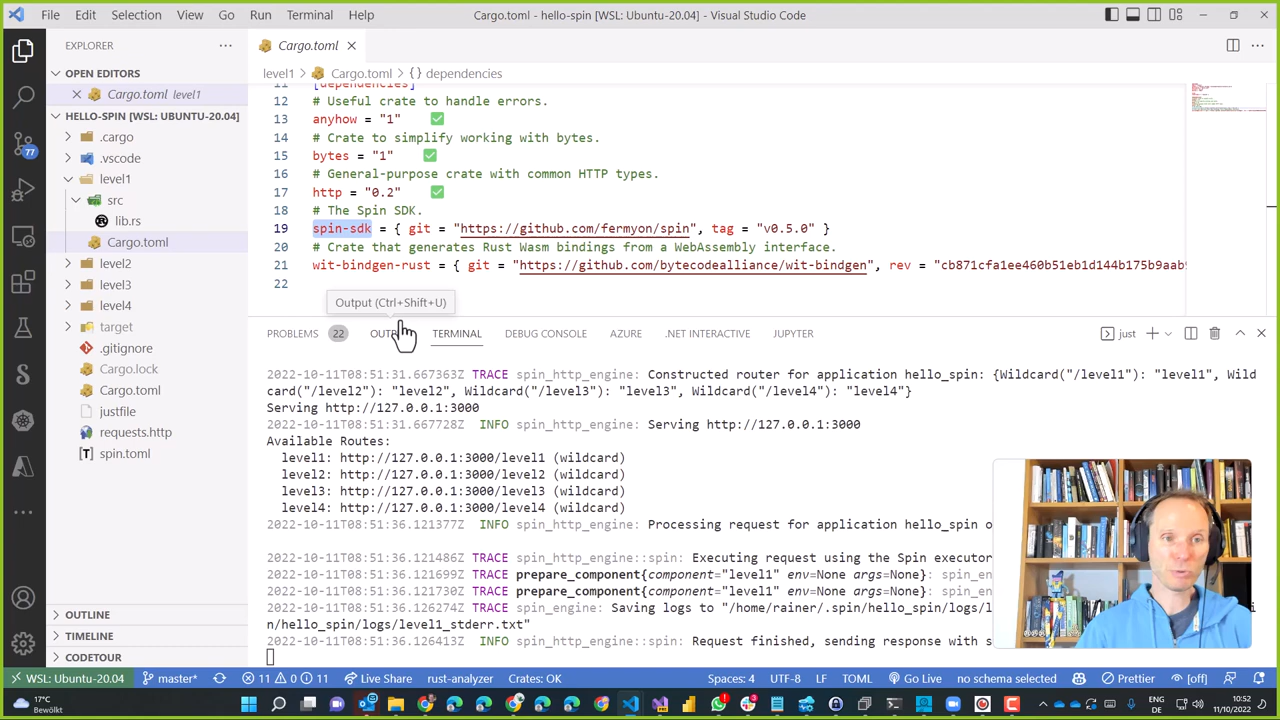 File Edit Selection View Go Run Terminal Help
Cargo.toml - hello-spin [WSL: Ubuntu-20.04] - Visual Studio Code
EXPLORER
OPEN EDITORS
Cargo.toml level1
HELLO-SPIN [WSL: UBUNTU-20.04]
.cargo
.vscode
level1
src
lib.rs
Cargo.toml
level2
level3
level4
target
.gitignore
Cargo.lock
Cargo.toml
justfile
requests.http
spin.toml
OUTLINE
TIMELINE
CODETOUR
77
Cargo.toml
level1 > Cargo.toml > {} dependencies
11 [dependencies]
12 # Useful crate to handle errors.
13 anyhow = "1"
14 # Crate to simplify working with bytes.
15 bytes = "1"
16 # General-purpose crate with common HTTP types.
17 http = "0.2"
18 # The Spin SDK.
19 spin-sdk = { git = "https://github.com/fermyon/spin", tag = "v0.5.0" }
20 # Crate that generates Rust Wasm bindings from a WebAssembly interface.
21 wit-bindgen-rust = { git = "https://github.com/bytecodealliance/wit-bindgen", rev = "cb871cfa1ee460b51eb1d144b175b9aab9
22
Output (Ctrl+Shift+U)
PROBLEMS 22 TERMINAL DEBUG CONSOLE AZURE .NET INTERACTIVE JUPYTER just
2022-10-11T08:51:31.667363Z TRACE spin_http_engine: Constructed router for application hello_spin: {Wildcard("/level1"): "level1", Wild
card("/level2"): "level2", Wildcard("/level3"): "level3", Wildcard("/level4"): "level4"}
Serving http://127.0.0.1:3000
2022-10-11T08:51:31.667728Z INFO spin_http_engine: Serving http://127.0.0.1:3000
Available Routes:
level1: http://127.0.0.1:3000/level1 (wildcard)
level2: http://127.0.0.1:3000/level2 (wildcard)
level3: http://127.0.0.1:3000/level3 (wildcard)
level4: http://127.0.0.1:3000/level4 (wildcard)
2022-10-11T08:51:36.121377Z INFO spin_http_engine: Processing request for application hello_spin o
2022-10-11T08:51:36.121486Z TRACE spin_http_engine::spin: Executing request using the Spin executor
2022-10-11T08:51:36.121699Z TRACE prepare_component{component="level1" env=None args=None}: spin_en
2022-10-11T08:51:36.121730Z TRACE prepare_component{component="level1" env=None args=None}: spin_e
2022-10-11T08:51:36.126274Z TRACE spin_engine: Saving logs to "/home/rainer/.spin/hello_spin/logs/l in
n/hello_spin/logs/level1_stderr.txt"
2022-10-11T08:51:36.126413Z INFO spin_http_engine: Request finished, sending response with s
WSL: Ubuntu-20.04 master* 11 0 11 Live Share rust-analyzer Crates: OK Spaces: 4 UTF-8 LF TOML Go Live no schema selected Prettier [off]
17°C
Bewölkt
ENG
DE
10:52
11/10/2022